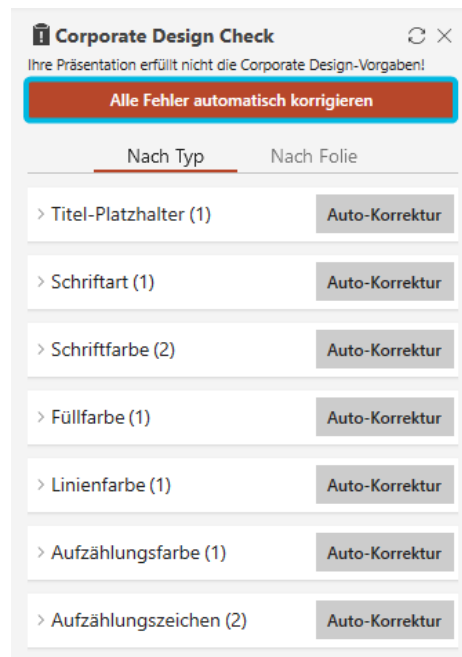 Corporate Design Check
Ihre Präsentation erfüllt nicht die Corporate Design-Vorgaben!
Alle Fehler automatisch korrigieren
Nach Typ Nach Folie
Titel-Platzhalter (1) Auto-Korrektur
Schriftart (1) Auto-Korrektur
Schriftfarbe (2) Auto-Korrektur
Füllfarbe (1) Auto-Korrektur
Linienfarbe (1) Auto-Korrektur
Aufzählungsfarbe (1) Auto-Korrektur
Aufzählungszeichen (2) Auto-Korrektur